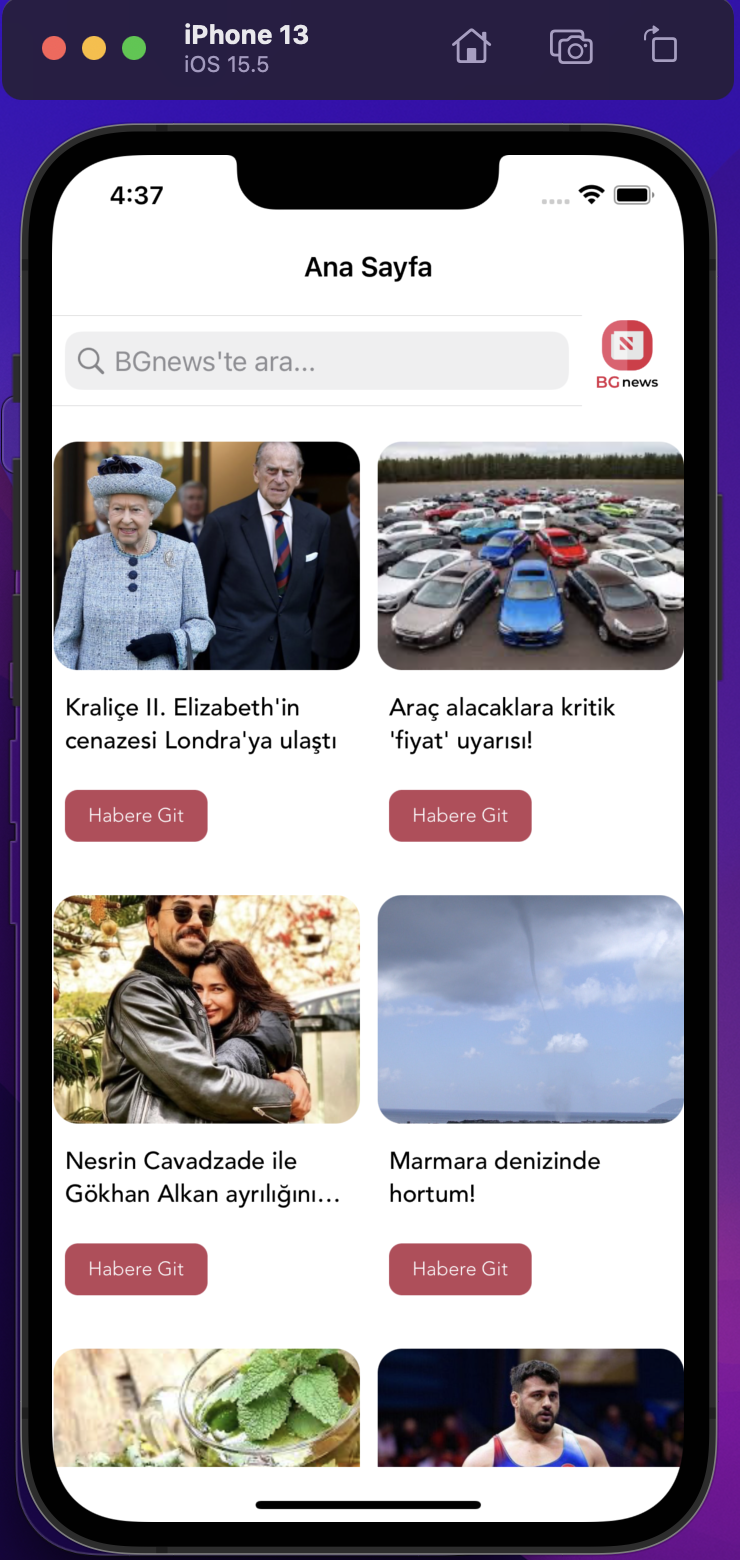 iPhone 13
iOS 15.5
4:37
Ana Sayfa
BGnews'te ara...
BGnews
Kraliçe II. Elizabeth'in
cenazesi Londra'ya ulaştı
Habere Git
Araç alacaklara kritik
'fiyat' uyarısı!
Habere Git
Nesrin Cavadzade ile
Gökhan Alkan ayrılığını...
Habere Git
Marmara denizinde
hortum!
Habere Git